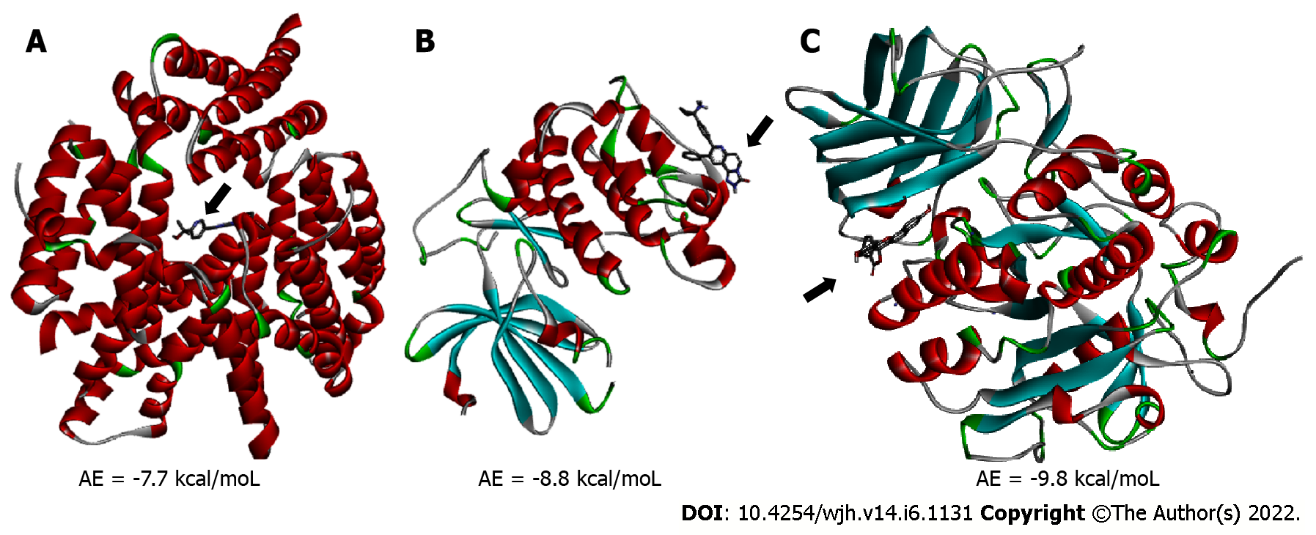 A
B
C
AE = -7.7 kcal/moL
AE = -8.8 kcal/moL
AE = -9.8 kcal/moL
DOI: 10.4254/wjh.v14.i6.1131 Copyright ©The Author(s) 2022.